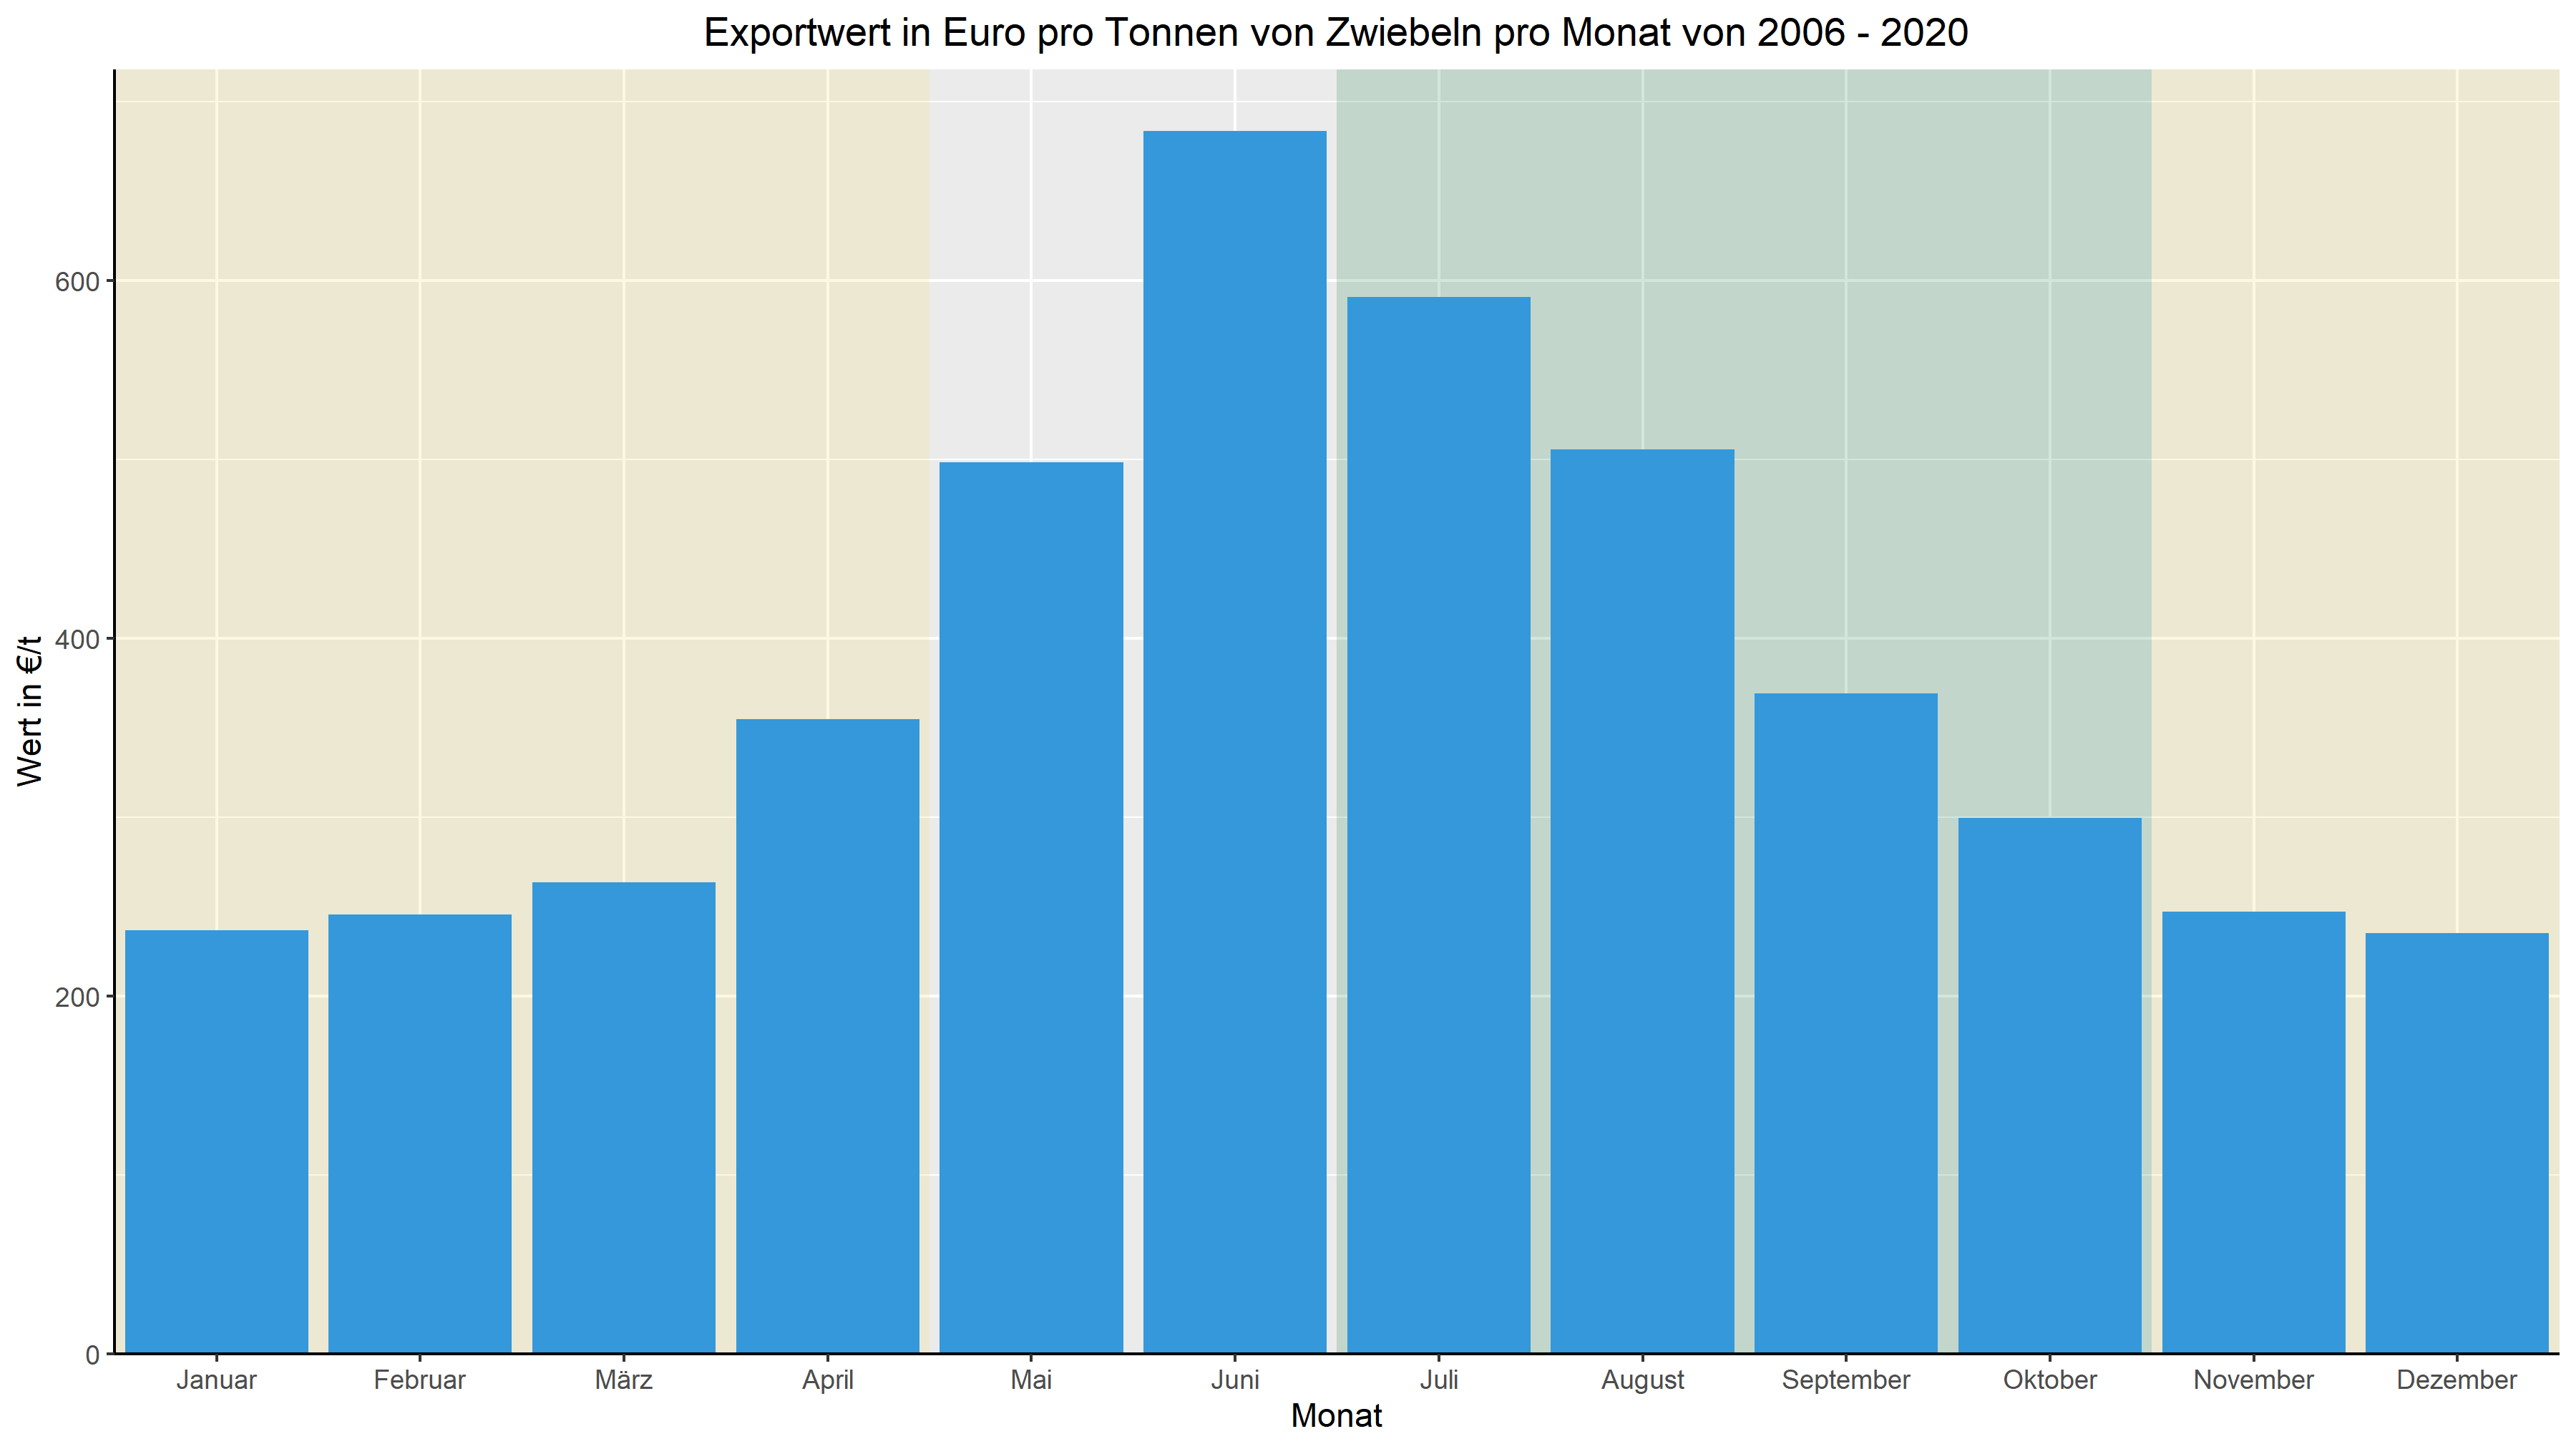 Exportwert in Euro pro Tonnen von Zwiebeln pro Monat von 2006 - 2020
Wert in €/t
600
400
200
0
Januar Februar März April Mai Juni Juli August September Oktober November Dezember
Monat